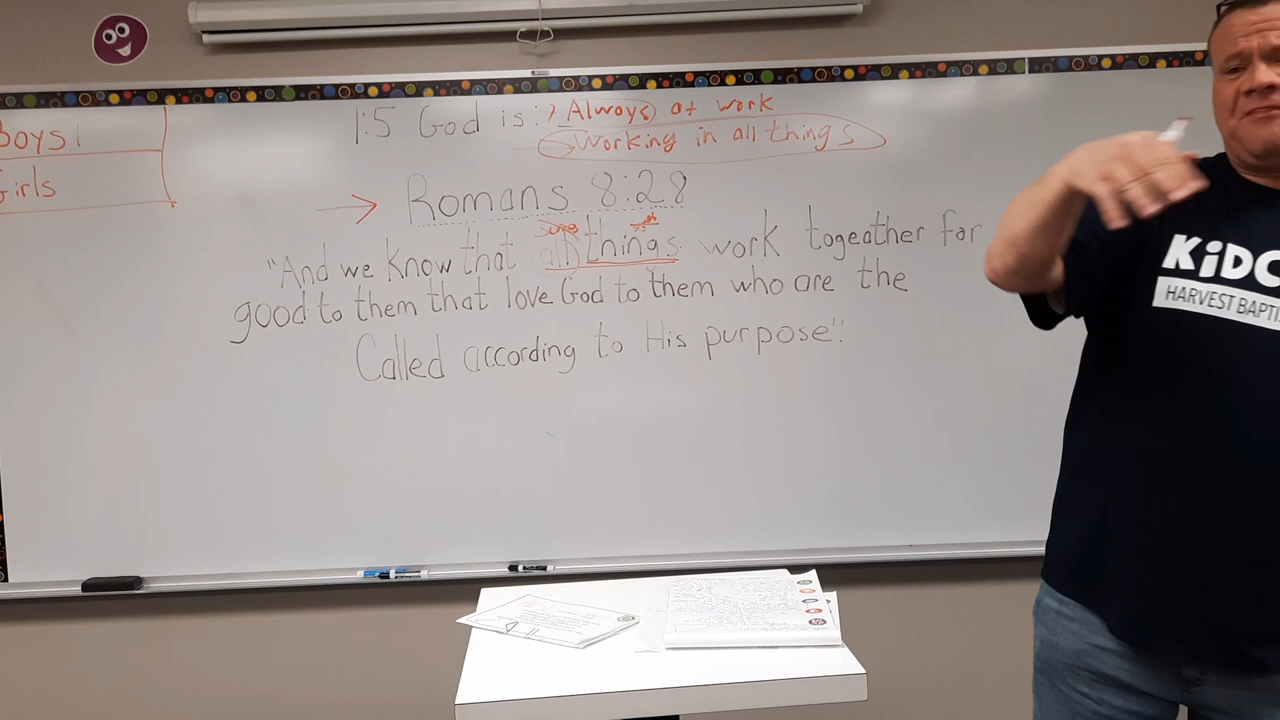 1:5 God is: Always at work
Working in all things
Boys
Girls
Romans 8:28
some
"And we know that all things work togeather for
good to them that love God to them who are the
Called according to His purpose".
KiDC
HARVEST BAPTI